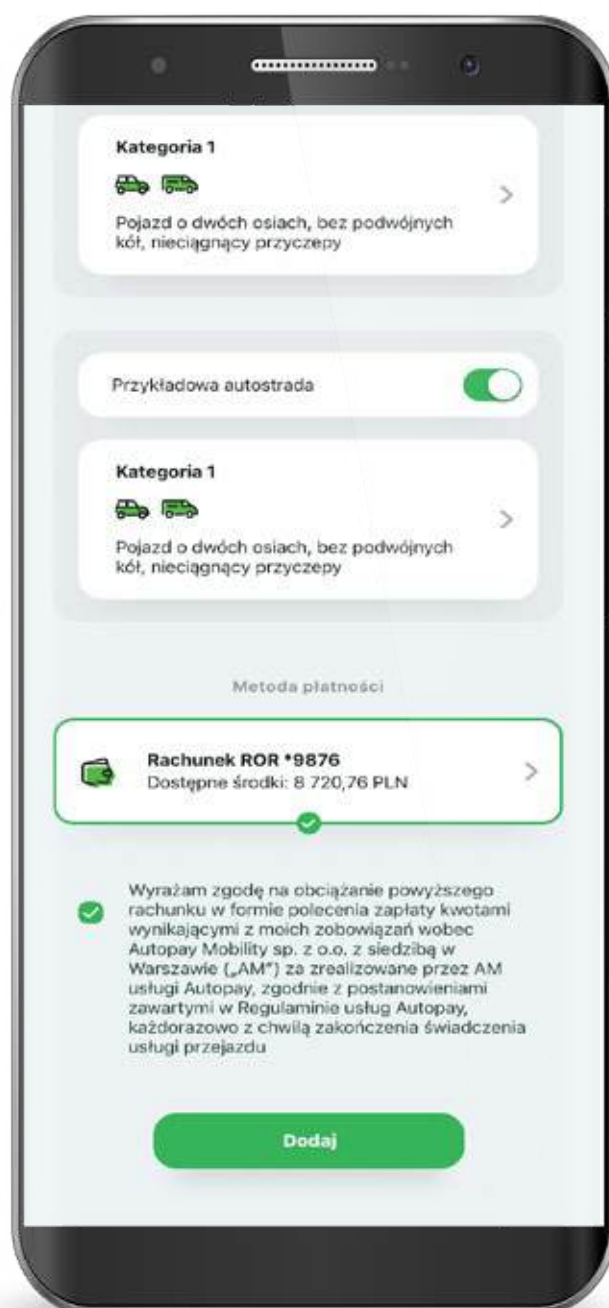 Kategoria 1
Pojazd o dwóch osiach, bez podwójnych
kół, nieciągnący przyczepy
Przykładowa autostrada
Kategoria 1
Pojazd o dwóch osiach, bez podwójnych
kół, nieciągnący przyczepy
Metoda płatności
Rachunek ROR *9876
Dostępne środki: 8 720,76 PLN
Wyrażam zgodę na obciążanie powyższego
rachunku w formie polecenia zapłaty kwotami
wynikającymi z moich zobowiązań wobec
Autopay Mobility sp. z o.o. z siedzibą w
Warszawie („AM") za zrealizowane przez AM
usługi Autopay, zgodnie z postanowieniami
zawartymi w Regulaminie usług Autopay,
każdorazowo z chwilą zakończenia świadczenia
usługi przejazdu
Dodaj